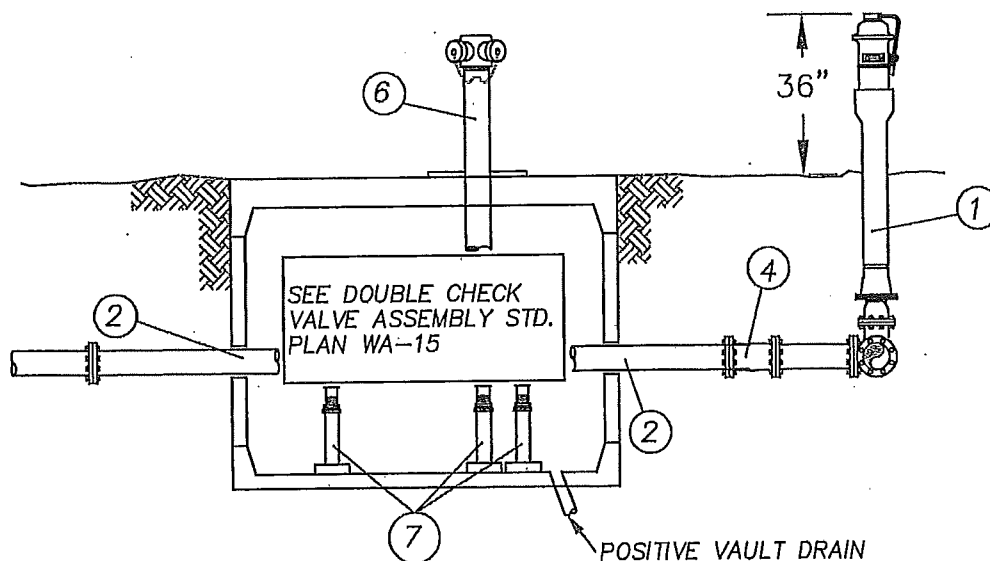 36"
6
1
4
SEE DOUBLE CHECK
VALVE ASSEMBLY STD.
PLAN WA-15
2
2
7
POSITIVE VAULT DRAIN